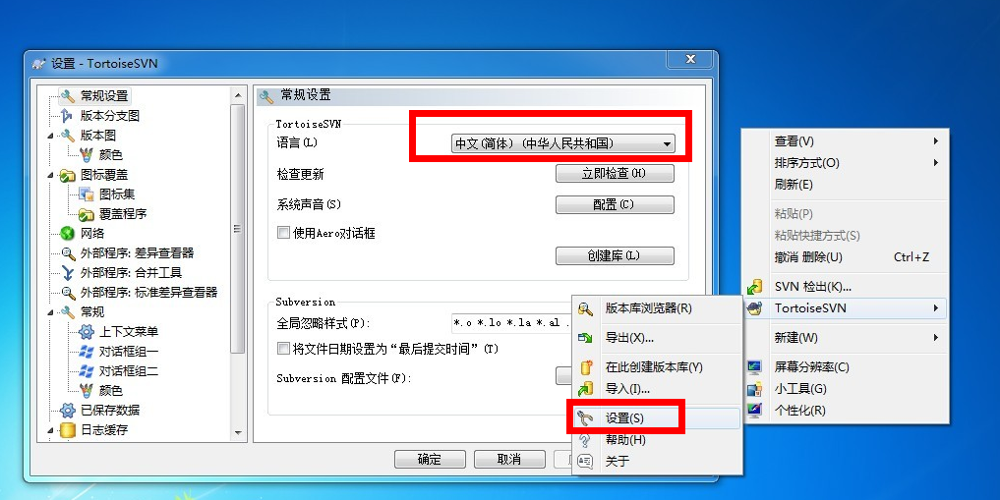 设置 - TortoiseSVN
常规设置
版本分支图
版本图
颜色
图标覆盖
图标集
覆盖程序
网络
外部程序: 差异查看器
外部程序: 合并工具
外部程序: 标准差异查看器
常规
上下文菜单
对话框组一
对话框组二
颜色
已保存数据
日志缓存
常规设置
TortoiseSVN
语言(L)
中文(简体) (中华人民共和国)
检查更新
立即检查(H)
系统声音(S)
配置(C)
使用Aero对话框
创建库(L)
Subversion
全局忽略样式(P):
*.o *.lo *.la *.al .
将文件日期设置为“最后提交时间”(T)
Subversion 配置文件(F):
确定
取消
版本库浏览器(R)
导出(X)...
在此创建版本库(Y)
导入(I)...
设置(S)
帮助(H)
关于
查看(V)
排序方式(O)
刷新(E)
粘贴(P)
粘贴快捷方式(S)
撤消 删除(U) Ctrl+Z
SVN 检出(K)...
TortoiseSVN
新建(W)
屏幕分辨率(C)
小工具(G)
个性化(R)